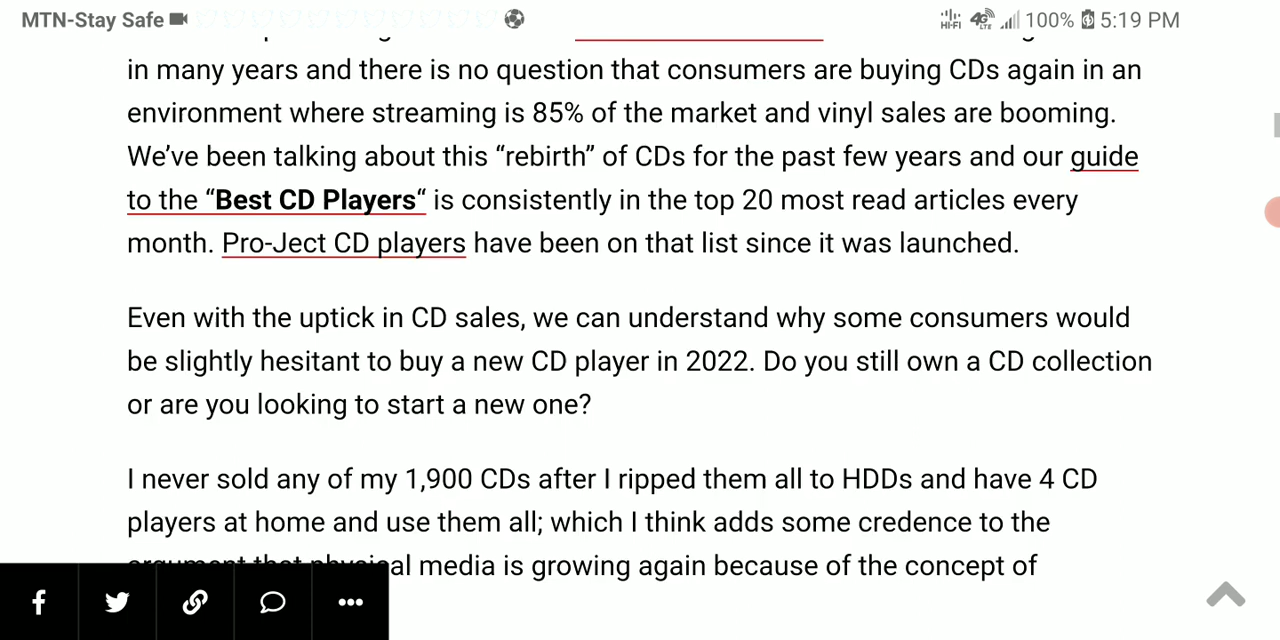 MTN-Stay Safe
HI-FI 4G LTE 100% 5:19 PM
in many years and there is no question that consumers are buying CDs again in an
environment where streaming is 85% of the market and vinyl sales are booming.
We’ve been talking about this “rebirth” of CDs for the past few years and our guide
to the “Best CD Players“ is consistently in the top 20 most read articles every
month. Pro-Ject CD players have been on that list since it was launched.
Even with the uptick in CD sales, we can understand why some consumers would
be slightly hesitant to buy a new CD player in 2022. Do you still own a CD collection
or are you looking to start a new one?
I never sold any of my 1,900 CDs after I ripped them all to HDDs and have 4 CD
players at home and use them all; which I think adds some credence to the
argument that physical media is growing again because of the concept of